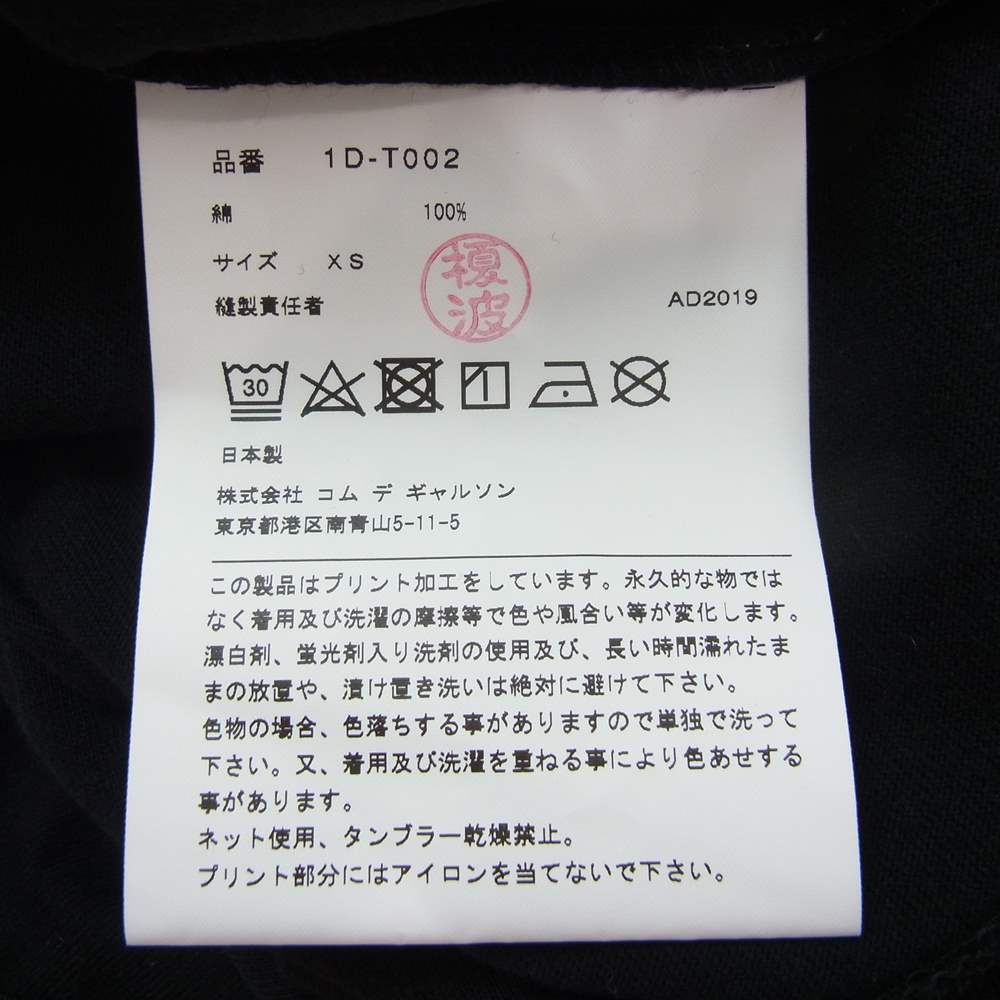 品番 1D-T002
綿 100%
サイズ XS
縫製責任者 榎波 AD2019
30
日本製
株式会社 コム デ ギャルソン
東京都港区南青山5-11-5
この製品はプリント加工をしています。永久的な物では
なく着用及び洗濯の摩擦等で色や風合い等が変化します。
漂白剤、蛍光剤入り洗剤の使用及び、長い時間濡れたま
まの放置や、漬け置き洗いは絶対に避けて下さい。
色物の場合、色落ちする事がありますので単独で洗って
下さい。又、着用及び洗濯を重ねる事により色あせする
事があります。
ネット使用、タンブラー乾燥禁止。
プリント部分にはアイロンを当てないで下さい。